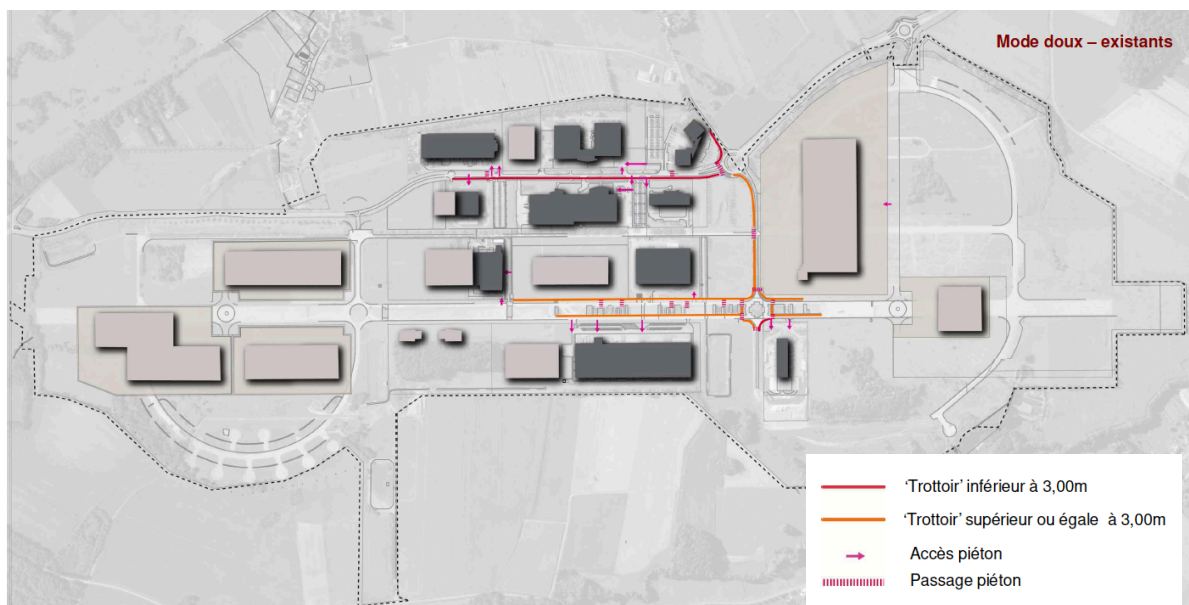 Mode doux – existants
‘Trottoir’ inférieur à 3,00m
‘Trottoir’ supérieur ou égale à 3,00m
Accès piéton
Passage piéton